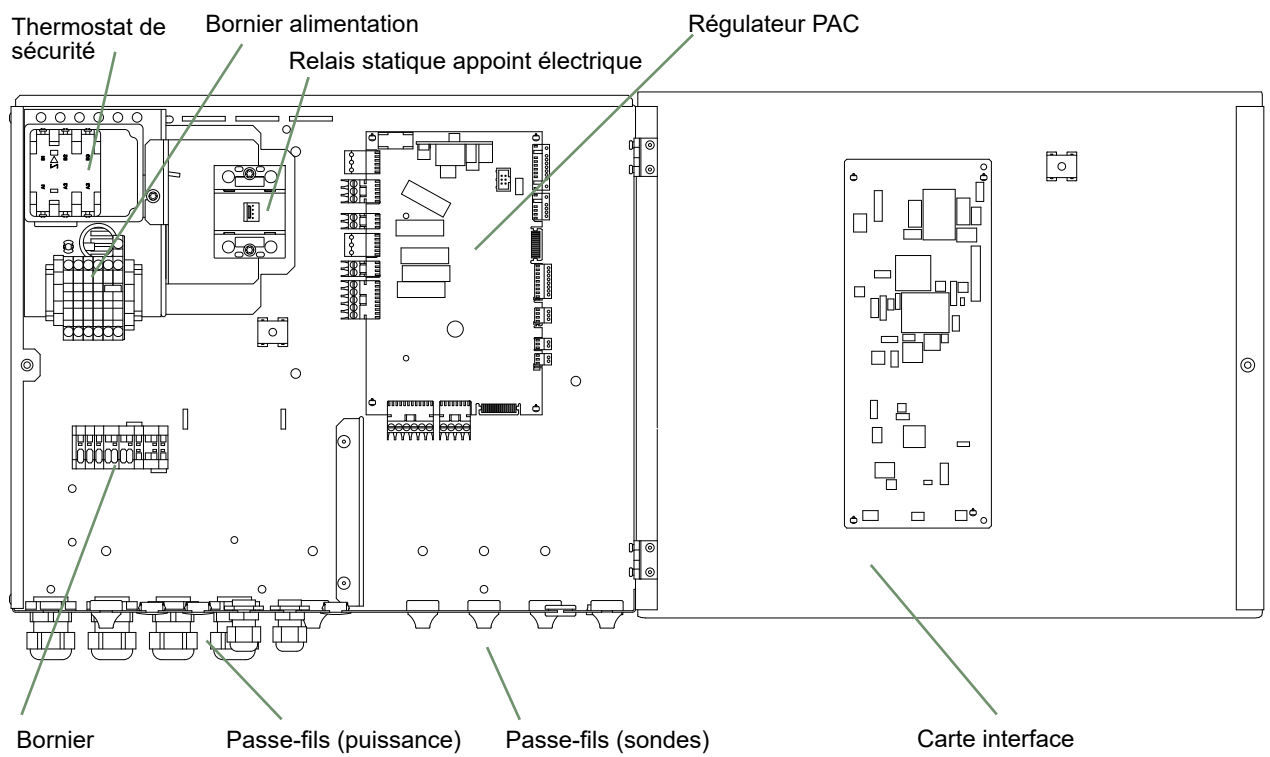 Thermostat de
sécurité
Bornier alimentation
Relais statique appoint électrique
Régulateur PAC
Bornier
Passe-fils (puissance)
Passe-fils (sondes)
Carte interface